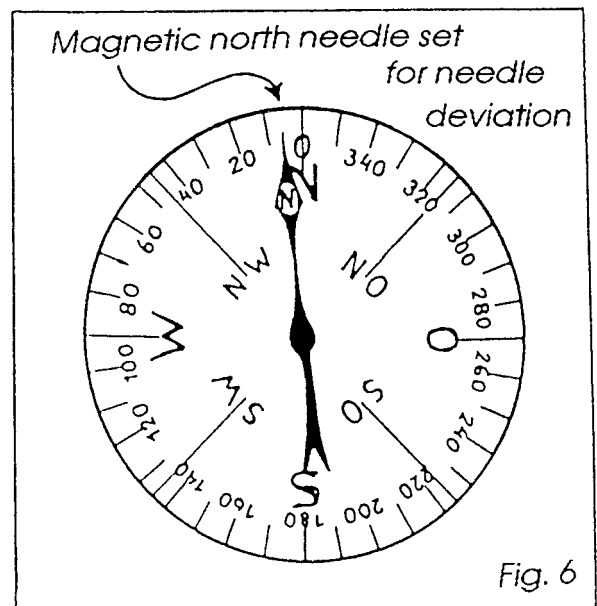 Magnetic north needle set
for needle
deviation
0
20
340
40
320
60
300
80
280
100
260
120
240
140
220
160
200
180
N
N
NW
NO
W
O
SW
SO
S
Fig. 6